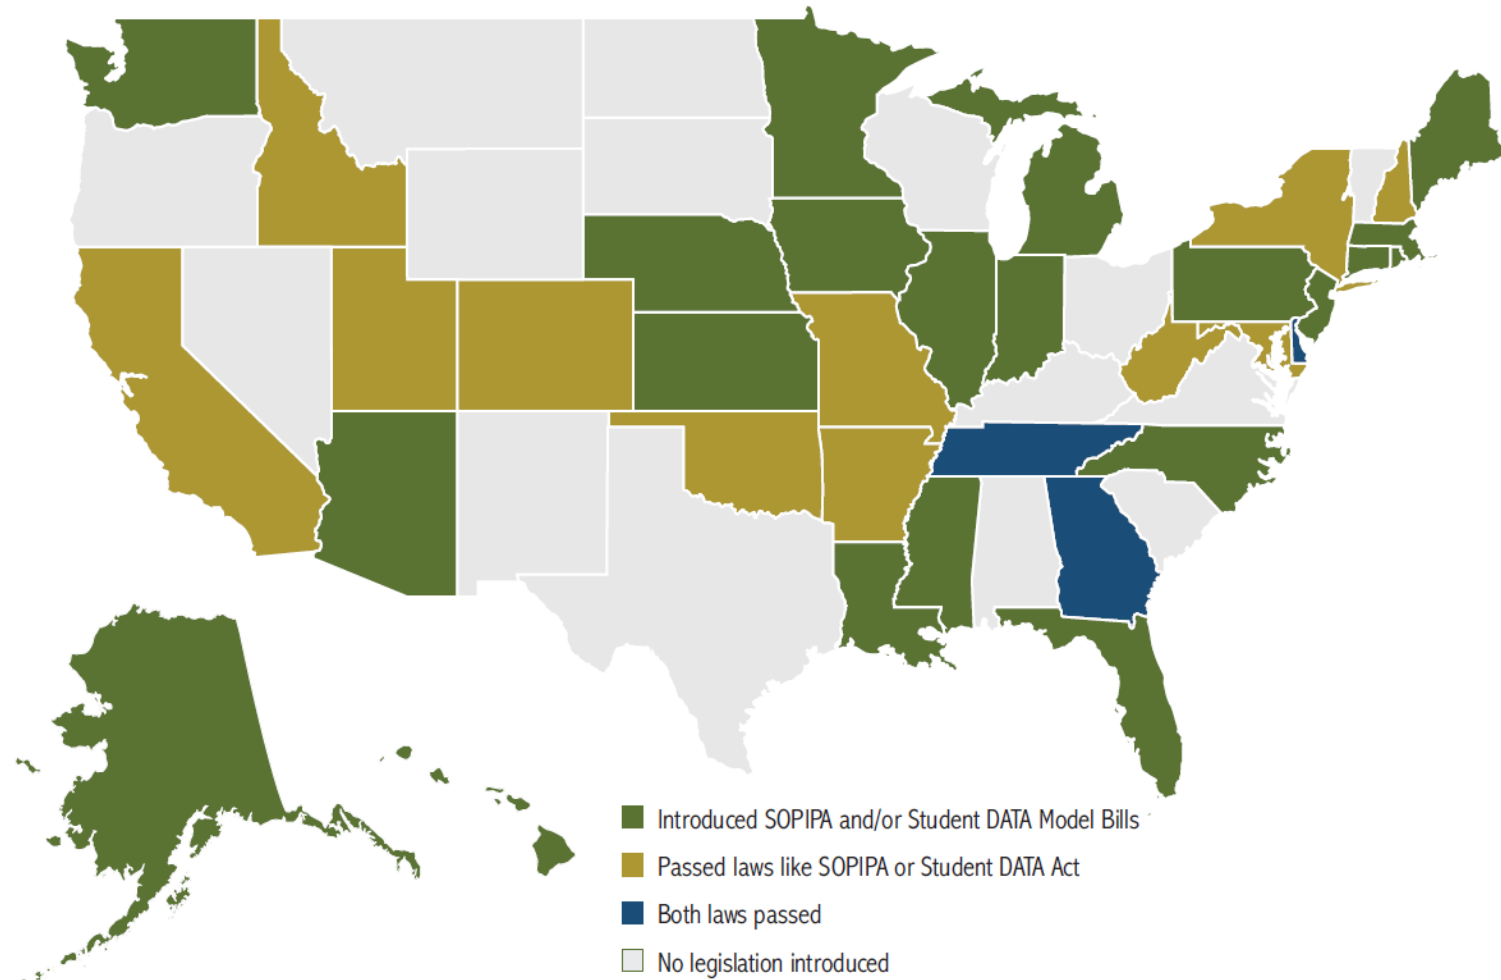 Introduced SOPIPA and/or Student DATA Model Bills
Passed laws like SOPIPA or Student DATA Act
Both laws passed
No legislation introduced